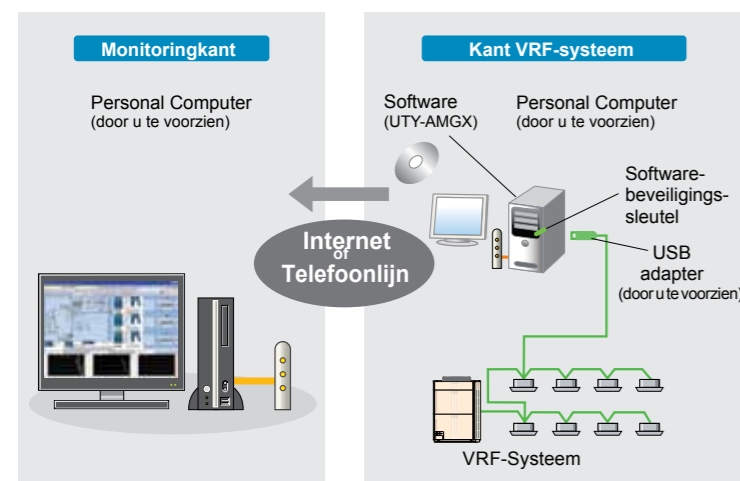 Monitoringkant
Personal Computer
(door u te voorzien)
Kant VRF-systeem
Software
(UTY-AMGX)
Personal Computer
(door u te voorzien)
Software-
beveiligings-
sleutel
USB
adapter
(door u te voorzien)
Internet
of
Telefoonlijn
VRF-Systeem